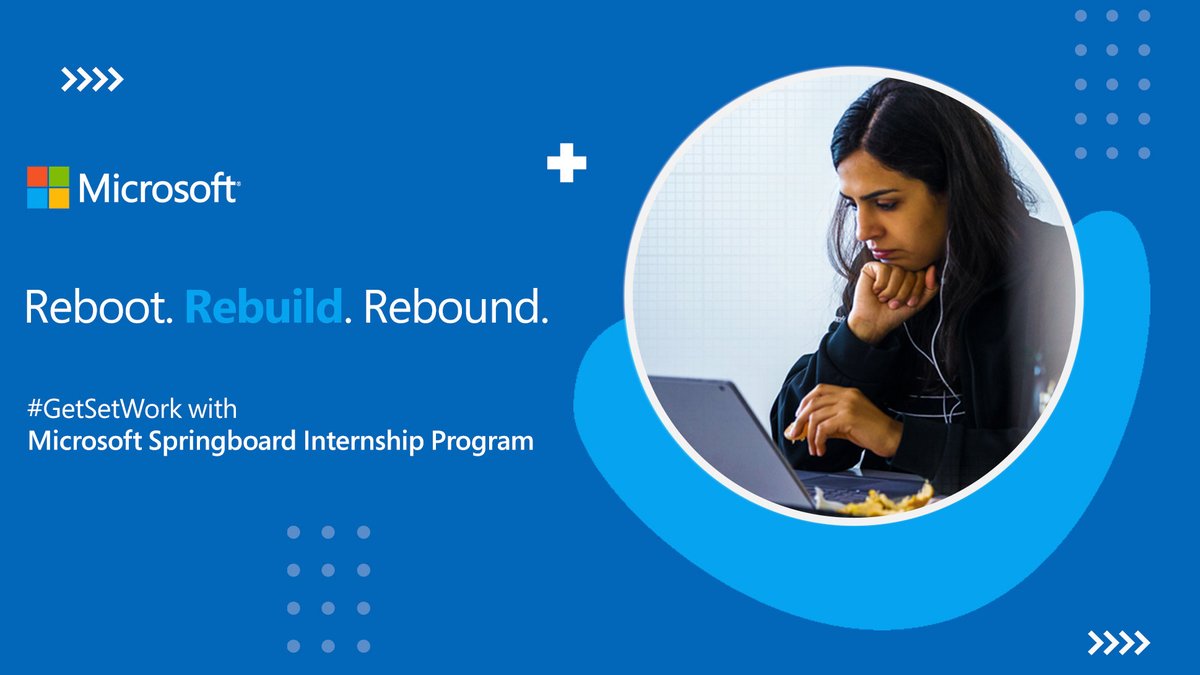 Microsoft
Reboot. Rebuild. Rebound.
#GetSetWork with
Microsoft Springboard Internship Program